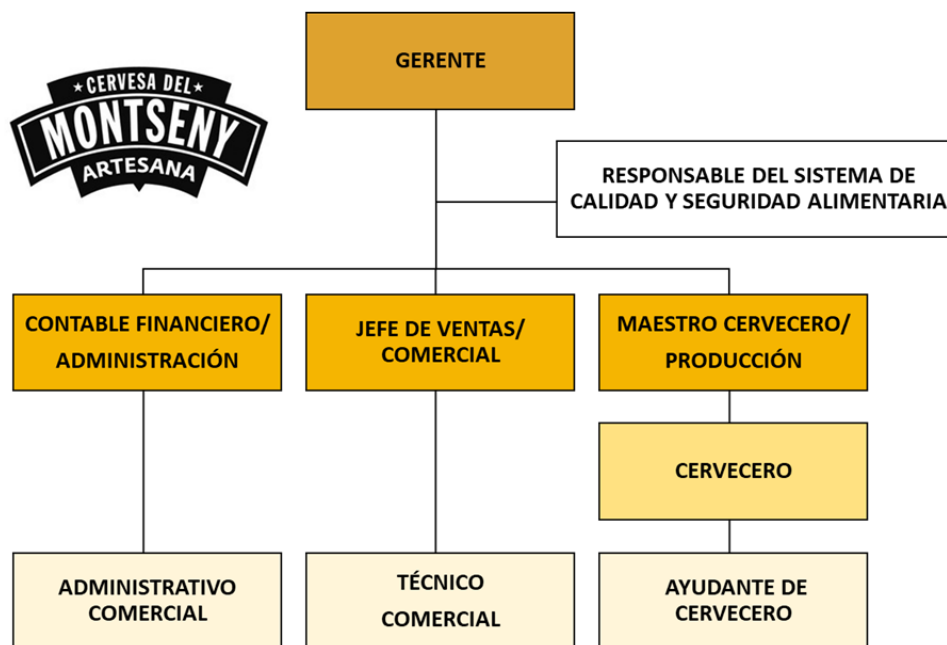 GERENTE
★ CERVESA DEL ★
MONTSENY
ARTESANA
RESPONSABLE DEL SISTEMA DE
CALIDAD Y SEGURIDAD ALIMENTARIA
CONTABLE FINANCIERO/
ADMINISTRACIÓN
JEFE DE VENTAS/
COMERCIAL
MAESTRO CERVECERO/
PRODUCCIÓN
CERVECERO
ADMINISTRATIVO
COMERCIAL
TÉCNICO
COMERCIAL
AYUDANTE DE
CERVECERO